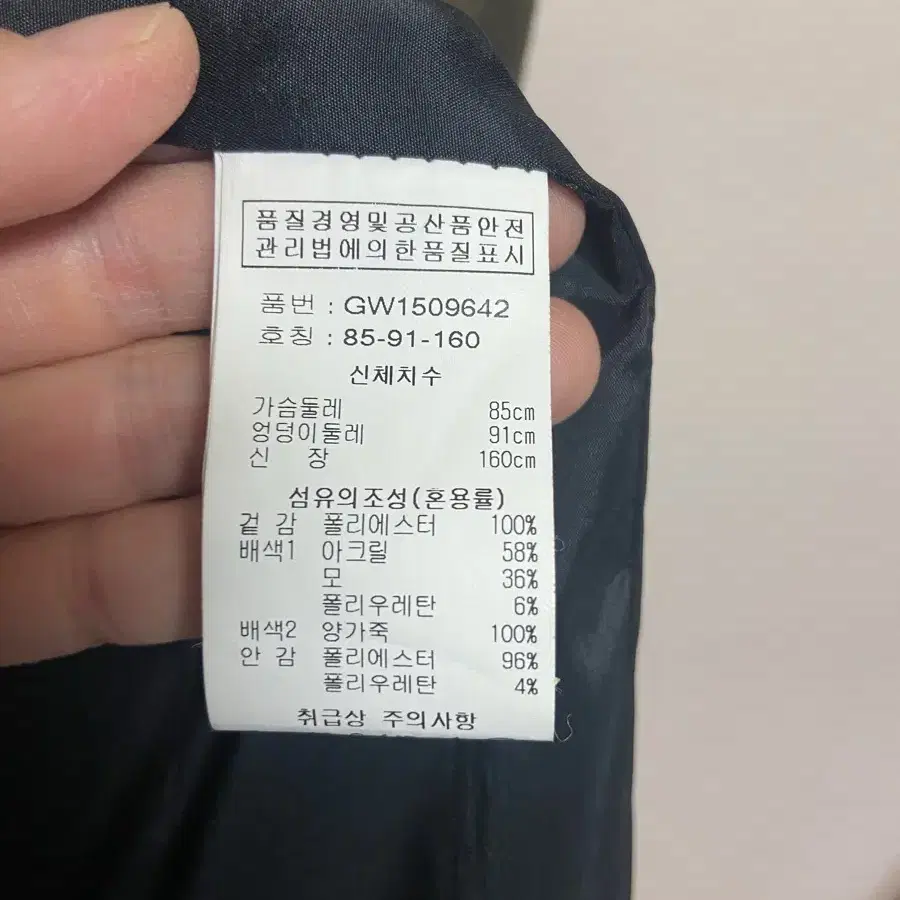 품질경영및공산품안전
관리법에의한품질표시
품번 : GW1509642
호칭 : 85-91-160
신체치수
가슴둘레 85cm
엉덩이둘레 91cm
신 장 160cm
섬유의조성(혼용률)
겉 감 폴리에스터 100%
배색1 아크릴 58%
모 36%
폴리우레탄 6%
배색2 양가죽 100%
안 감 폴리에스터 96%
폴리우레탄 4%
취급상 주의사항